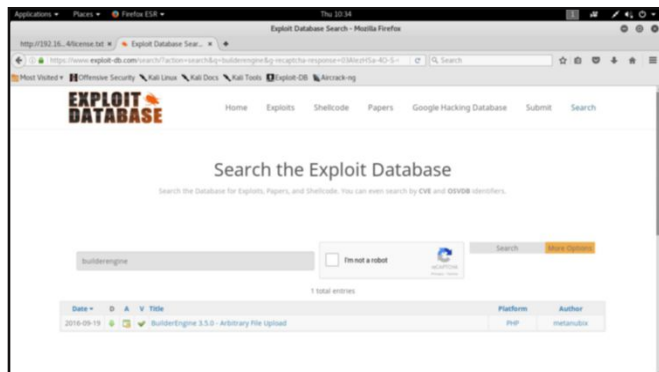 Applications Places Firefox ESR Thu 10:34 1
Exploit Database Search - Mozilla Firefox
http://192.16...4/license.txt Exploit Database Sear...
https://www.exploit-db.com/search/?action=search&q=builderengine&g-recaptcha-response= Search
Most Visited Offensive Security Kali Linux Kali Docs Kali Tools Exploit-DB Aircrack-ng
EXPLOIT DATABASE
Home Exploits Shellcode Papers Google Hacking Database Submit Search
Search the Exploit Database
Search the Database for Exploits, Papers, and Shellcode. You can even search by CVE and OSVDB identifiers.
builderengine
I'm not a robot
reCAPTCHA
Privacy - Terms
Search More Options
1 total entries
Date D A V Title Platform Author
2016-09-19 BuilderEngine 3.5.0 - Arbitrary File Upload PHP metanubix